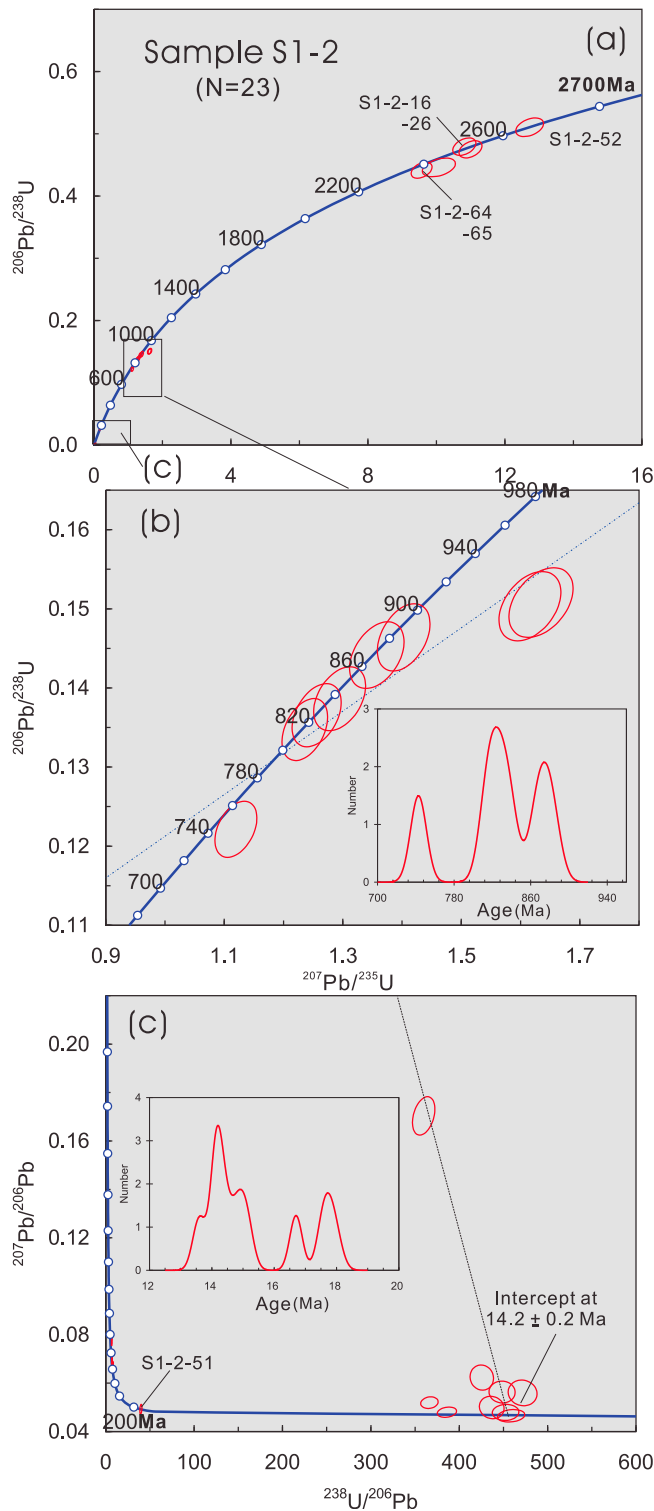 Sample S1-2
(N=23)
(a)
2700Ma
S1-2-16
-26
2600
S1-2-52
2200
S1-2-64
-65
1800
1400
1000
600
(c)
0.6
0.4
0.2
0.0
²⁰⁶Pb/²³⁸U
0 4 8 12 16
(b)
980Ma
940
900
860
820
780
740
700
0.16
0.15
0.14
0.13
0.12
0.11
²⁰⁶Pb/²³⁸U
0.9 1.1 1.3 1.5 1.7
²⁰⁷Pb/²³⁵U
3
2
1
0
Number
700 780 860 940
Age(Ma)
(c)
0.20
0.16
0.12
0.08
0.04
²⁰⁷Pb/²⁰⁶Pb
4
3
2
1
0
Number
12 14 16 18 20
Age(Ma)
Intercept at
14.2 ± 0.2 Ma
S1-2-51
200Ma
0 100 200 300 400 500 600
²³⁸U/²⁰⁶Pb